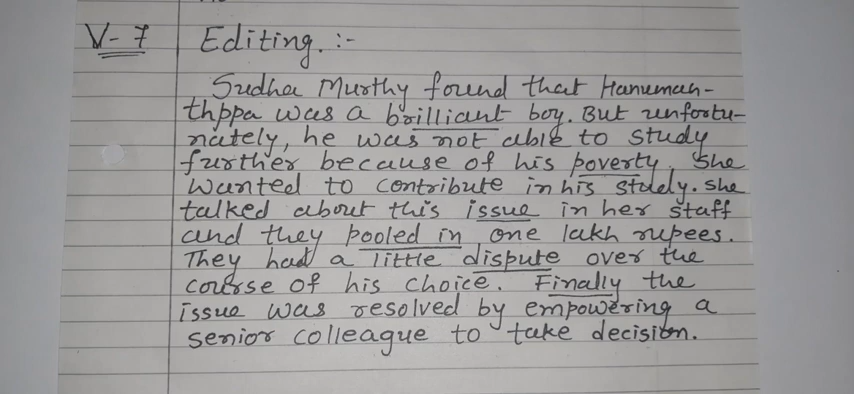 V-7 Editing. :-
Sudha Murthy found that Hanuman-
thppa was a brilliant boy. But unfortu-
nately, he was not able to study
further because of his poverty. She
wanted to contribute in his study. She
talked about this issue in her staff
and they pooled in one lakh rupees.
They had a little dispute over the
course of his choice. Finally the
issue was resolved by empowering a
senior colleague to take decision.